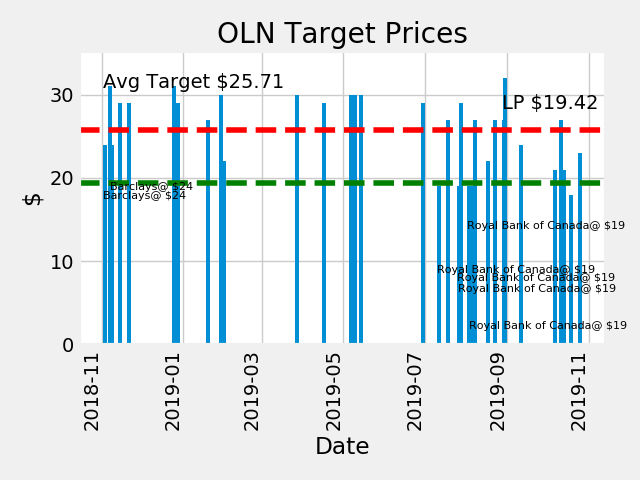 OLN Target Prices
Avg Target $25.71
LP $19.42
Barclays@ $24
Barclays@ $24
Royal Bank of Canada@ $19
Royal Bank of Canada@ $19
Royal Bank of Canada@ $19
Royal Bank of Canada@ $19
Royal Bank of Canada@ $19
$
30
20
10
0
2018-11
2019-01
2019-03
2019-05
2019-07
2019-09
2019-11
Date